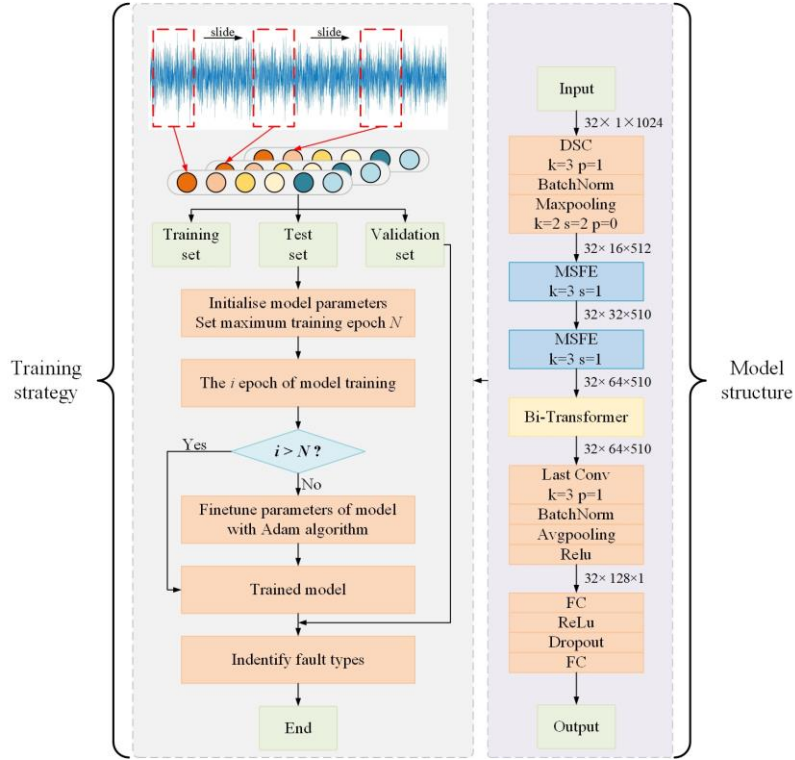 slide
slide
Training
set
Test
set
Validation
set
Initialise model parameters
Set maximum training epoch N
The i epoch of model training
Yes
i > N ?
No
Finetune parameters of model
with Adam algorithm
Trained model
Indentify fault types
End
Training
strategy
Input
32× 1×1024
DSC
k=3 p=1
BatchNorm
Maxpooling
k=2 s=2 p=0
32× 16×512
MSFE
k=3 s=1
32× 32×510
MSFE
k=3 s=1
32× 64×510
Bi-Transformer
32× 64×510
Last Conv
k=3 p=1
BatchNorm
Avgpooling
Relu
32× 128×1
FC
ReLu
Dropout
FC
Output
Model
structure